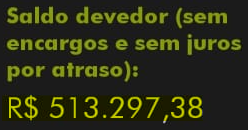 Saldo devedor (sem
encargos e sem juros
por atraso):
R$ 513.297,38